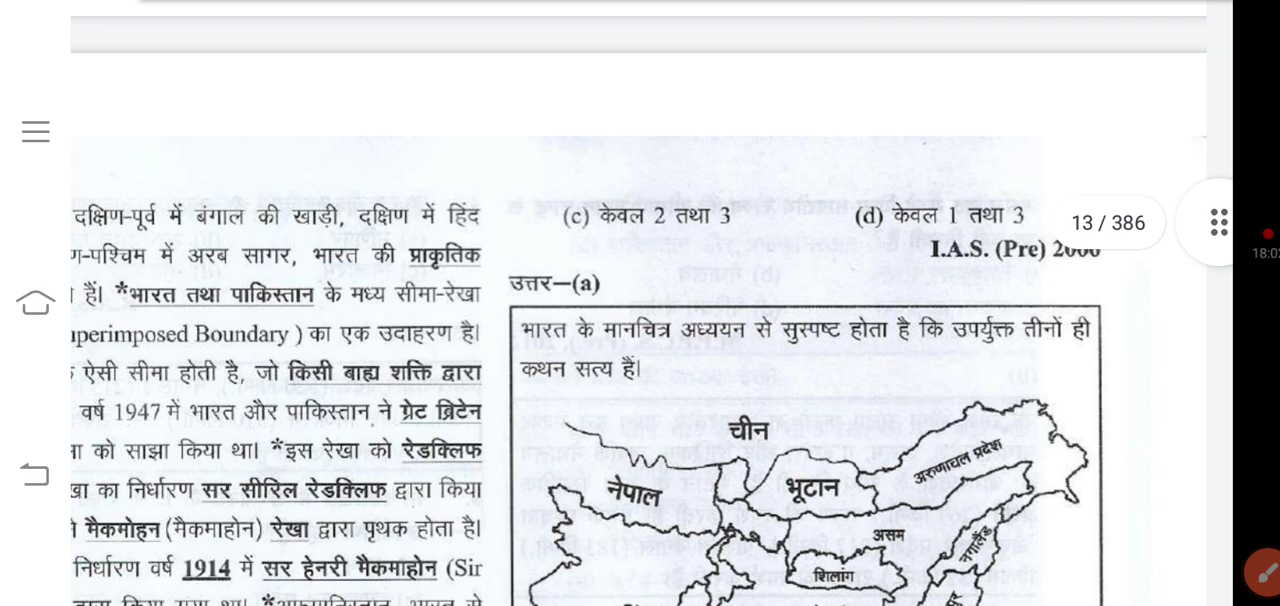 दक्षिण-पूर्व में बंगाल की खाड़ी, दक्षिण में हिंद
ण-पश्चिम में अरब सागर, भारत की प्राकृतिक
हैं। *भारत तथा पाकिस्तान के मध्य सीमा-रेखा
perimposed Boundary ) का एक उदाहरण है।
ऐसी सीमा होती है, जो किसी बाह्य शक्ति द्वारा
वर्ष 1947 में भारत और पाकिस्तान ने ग्रेट ब्रिटेन
को साझा किया था। *इस रेखा को रेडक्लिफ
खा का निर्धारण सर सीरिल रेडक्लिफ द्वारा किया
मैकमोहन (मैकमाहोन) रेखा द्वारा पृथक होता है।
निर्धारण वर्ष 1914 में सर हेनरी मैकमाहोन (Sir
(c) केवल 2 तथा 3 (d) केवल 1 तथा 3
I.A.S. (Pre) 2006
उत्तर—(a)
भारत के मानचित्र अध्ययन से सुस्पष्ट होता है कि उपर्युक्त तीनों ही
कथन सत्य हैं।
चीन
अरुणाचल प्रदेश
नेपाल
भूटान
असम
नागालैंड
शिलांग
13 / 386
18:02